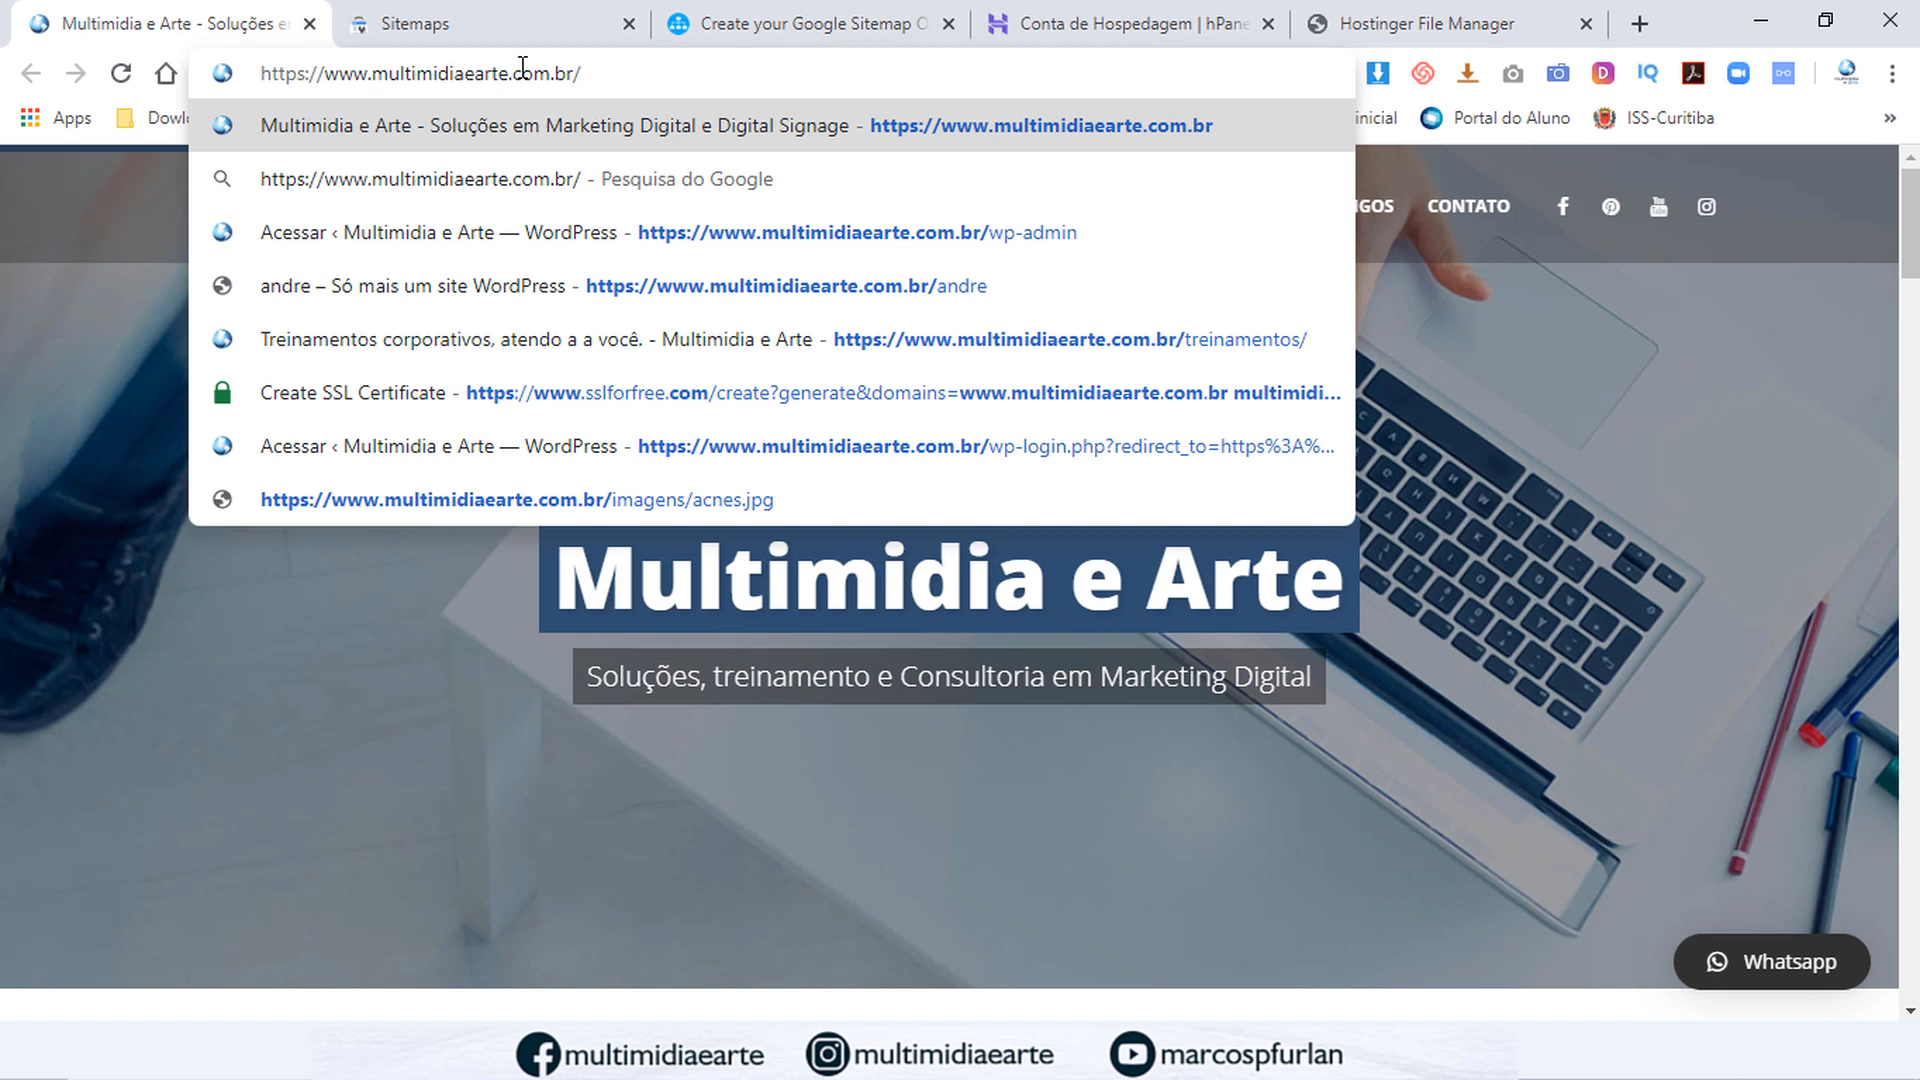 Multimidia e Arte - Soluções e
Sitemaps
Create your Google Sitemap O
Conta de Hospedagem | hPane
Hostinger File Manager
https://www.multimidiaearte.com.br/
D
IQ
Apps
Downl
inicial
Portal do Aluno
ISS-Curitiba
»
Multimidia e Arte - Soluções em Marketing Digital e Digital Signage - https://www.multimidiaearte.com.br
https://www.multimidiaearte.com.br/ - Pesquisa do Google
Acessar ‹ Multimidia e Arte — WordPress - https://www.multimidiaearte.com.br/wp-admin
andre – Só mais um site WordPress - https://www.multimidiaearte.com.br/andre
Treinamentos corporativos, atendo a a você. - Multimidia e Arte - https://www.multimidiaearte.com.br/treinamentos/
Create SSL Certificate - https://www.sslforfree.com/create?generate&domains=www.multimidiaearte.com.br multimidi...
Acessar ‹ Multimidia e Arte — WordPress - https://www.multimidiaearte.com.br/wp-login.php?redirect_to=https%3A%...
https://www.multimidiaearte.com.br/imagens/acnes.jpg
IGOS
CONTATO
Multimidia e Arte
Soluções, treinamento e Consultoria em Marketing Digital
Whatsapp
multimidiaearte
multimidiaearte
marcospfurlan